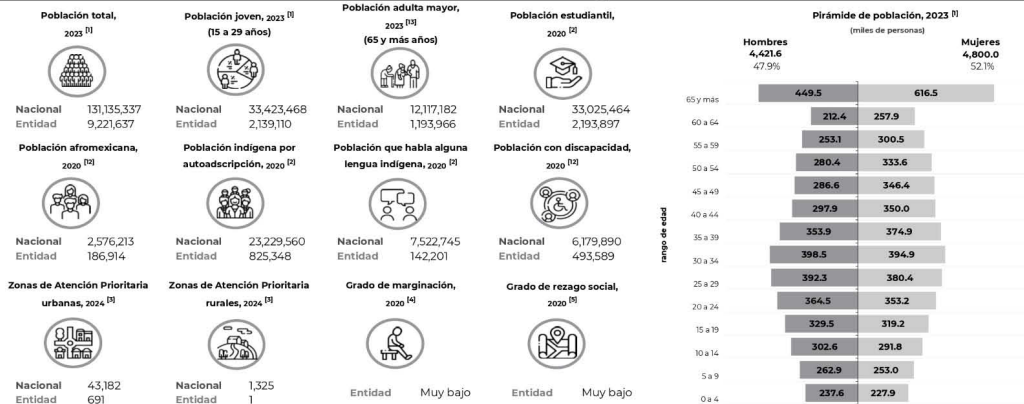 Población total,
2023 [1]
Nacional 131,135,337
Entidad 9,221,637
Población joven, 2023 [1]
(15 a 29 años)
Nacional 33,423,468
Entidad 2,139,110
Población adulta mayor,
2023 [13]
(65 y más años)
Nacional 12,117,182
Entidad 1,193,966
Población estudiantil,
2020 [2]
Nacional 33,025,464
Entidad 2,193,897
Población afromexicana,
2020 [12]
Nacional 2,576,213
Entidad 186,914
Población indígena por
autoadscripción, 2020 [2]
Nacional 23,229,560
Entidad 825,348
Población que habla alguna
lengua indígena, 2020 [2]
Nacional 7,522,745
Entidad 142,201
Población con discapacidad,
2020 [12]
Nacional 6,179,890
Entidad 493,589
Zonas de Atención Prioritaria
urbanas, 2024 [3]
Nacional 43,182
Entidad 691
Zonas de Atención Prioritaria
rurales, 2024 [3]
Nacional 1,325
Entidad 1
Grado de marginación,
2020 [4]
Entidad Muy bajo
Grado de rezago social,
2020 [5]
Entidad Muy bajo
Pirámide de población, 2023 [1]
(miles de personas)
Hombres
4,421.6
47.9%
Mujeres
4,800.0
52.1%
rango de edad
65 y más 449.5 616.5
60 a 64 212.4 257.9
55 a 59 253.1 300.5
50 a 54 280.4 333.6
45 a 49 286.6 346.4
40 a 44 297.9 350.0
35 a 39 353.9 374.9
30 a 34 398.5 394.9
25 a 29 392.3 380.4
20 a 24 364.5 353.2
15 a 19 329.5 319.2
10 a 14 302.6 291.8
5 a 9 262.9 253.0
0 a 4 237.6 227.9